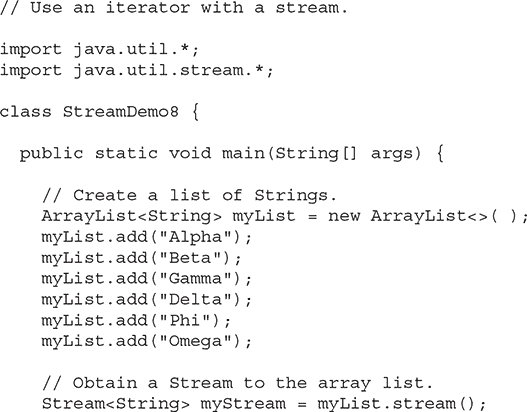 // Use an iterator with a stream.
import java.util.*;
import java.util.stream.*;
class StreamDemo8 {
public static void main(String[] args) {
// Create a list of Strings.
ArrayList<String> myList = new ArrayList<>( );
myList.add("Alpha");
myList.add("Beta");
myList.add("Gamma");
myList.add("Delta");
myList.add("Phi");
myList.add("Omega");
// Obtain a Stream to the array list.
Stream<String> myStream = myList.stream();